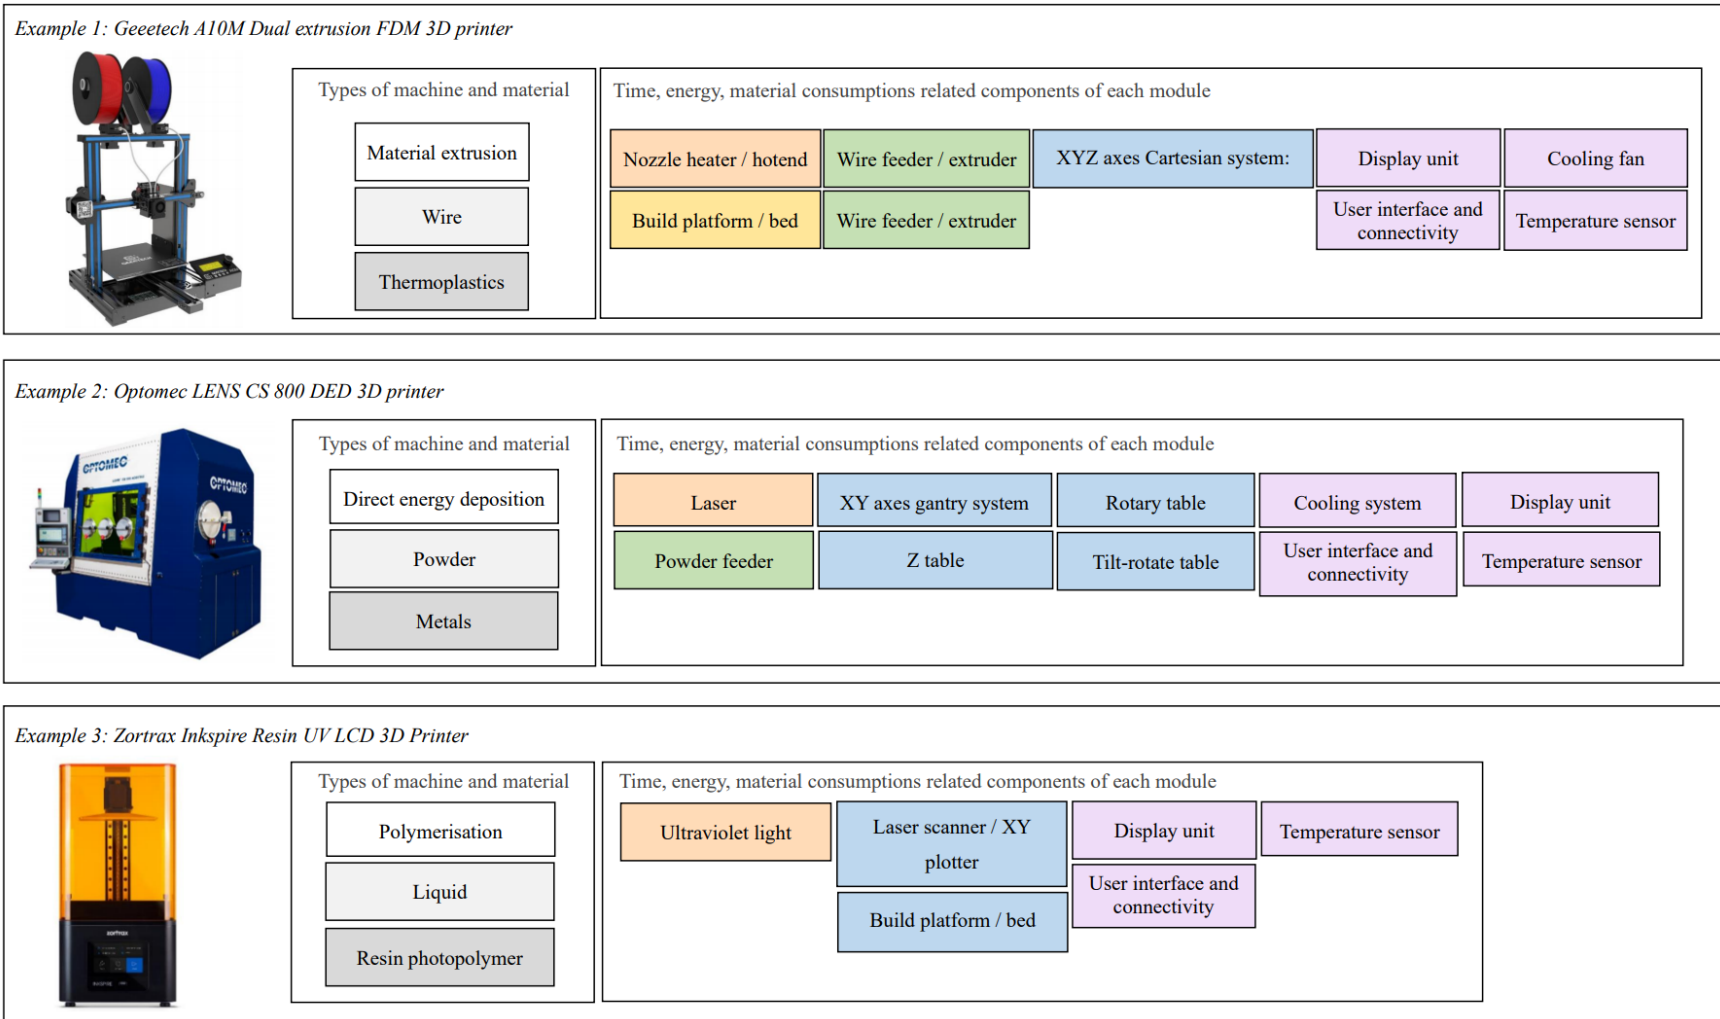 Example 1: Geeetech A10M Dual extrusion FDM 3D printer
Types of machine and material
Material extrusion
Wire
Thermoplastics
Time, energy, material consumptions related components of each module
Nozzle heater / hotend
Wire feeder / extruder
XYZ axes Cartesian system:
Display unit
Cooling fan
Build platform / bed
Wire feeder / extruder
User interface and
connectivity
Temperature sensor
Example 2: Optomec LENS CS 800 DED 3D printer
OPTOMEC
OPTOMEC
Types of machine and material
Direct energy deposition
Powder
Metals
Time, energy, material consumptions related components of each module
Laser
XY axes gantry system
Rotary table
Cooling system
Display unit
Powder feeder
Z table
Tilt-rotate table
User interface and
connectivity
Temperature sensor
Example 3: Zortrax Inkspire Resin UV LCD 3D Printer
zortrax
Types of machine and material
Polymerisation
Liquid
Resin photopolymer
Time, energy, material consumptions related components of each module
Ultraviolet light
Laser scanner / XY
plotter
Display unit
Temperature sensor
Build platform / bed
User interface and
connectivity